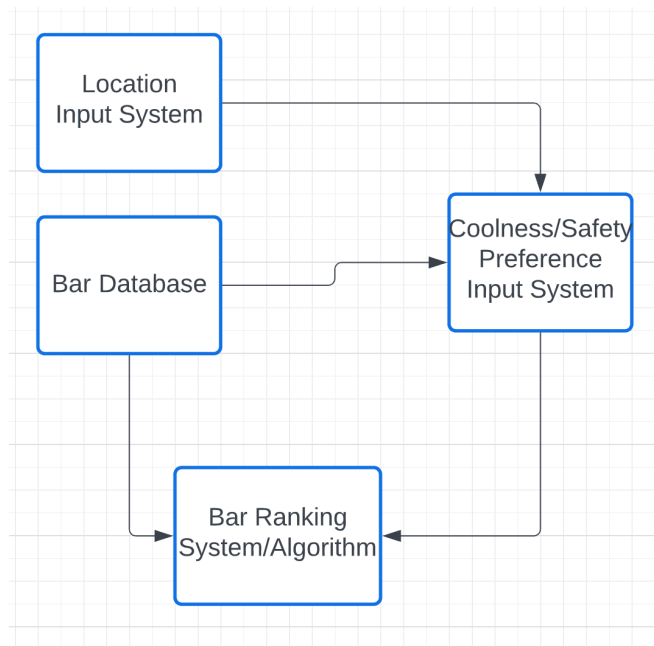 Location
Input System
Bar Database
Coolness/Safety
Preference
Input System
Bar Ranking
System/Algorithm